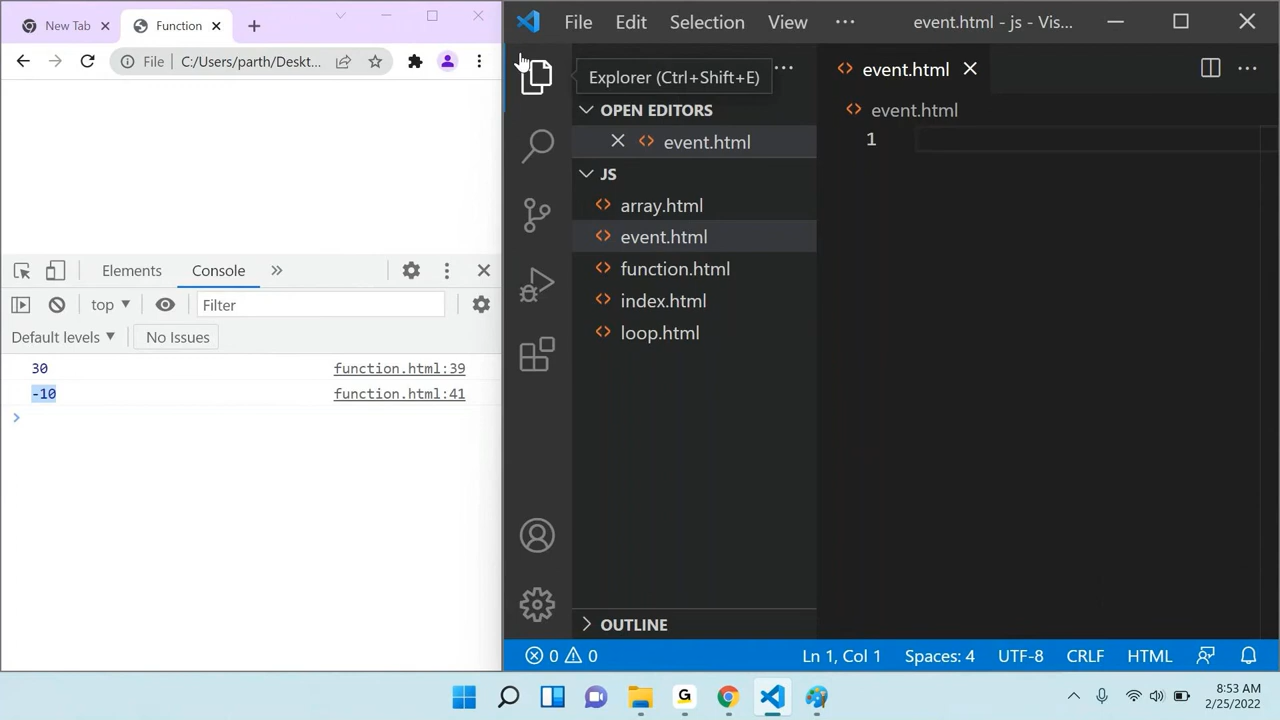 New Tab
Function
File
C:/Users/parth/Deskt...
Elements
Console
top
Filter
Default levels
No Issues
30
function.html:39
-10
function.html:41
File
Edit
Selection
View
event.html - js - Vis...
Explorer (Ctrl+Shift+E)
OPEN EDITORS
event.html
JS
array.html
event.html
function.html
index.html
loop.html
OUTLINE
event.html
event.html
1
0
0
Ln 1, Col 1
Spaces: 4
UTF-8
CRLF
HTML
G
8:53 AM
2/25/2022